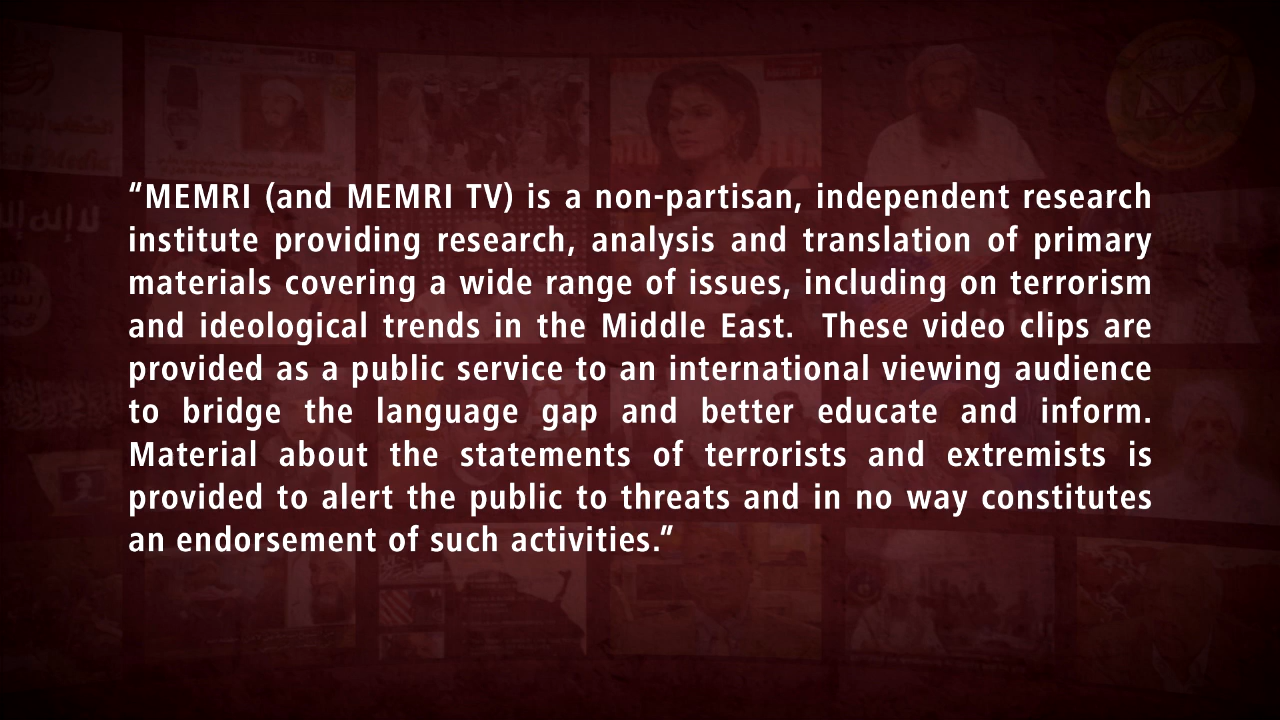 “MEMRI (and MEMRI TV) is a non-partisan, independent research
institute providing research, analysis and translation of primary
materials covering a wide range of issues, including on terrorism
and ideological trends in the Middle East. These video clips are
provided as a public service to an international viewing audience
to bridge the language gap and better educate and inform.
Material about the statements of terrorists and extremists is
provided to alert the public to threats and in no way constitutes
an endorsement of such activities.”